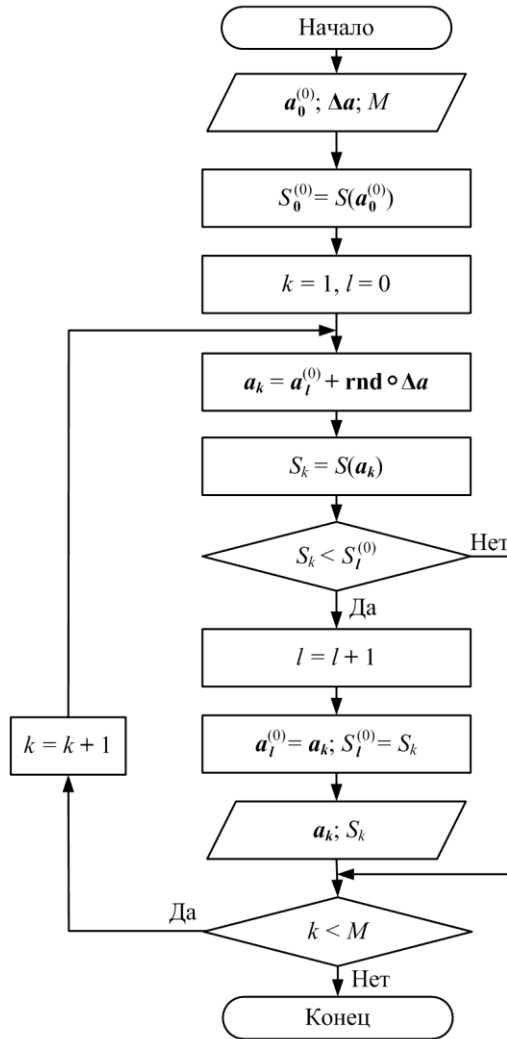 Начало
a₀⁽⁰⁾; Δa; M
S₀⁽⁰⁾= S(a₀⁽⁰⁾)
k = 1, l = 0
aₖ = aₗ⁽⁰⁾ + rnd∘Δa
Sₖ = S(aₖ)
Sₖ < Sₗ⁽⁰⁾
Нет
Да
l = l + 1
k = k + 1
aₗ⁽⁰⁾= aₖ; Sₗ⁽⁰⁾= Sₖ
aₖ; Sₖ
Да
k < M
Нет
Конец